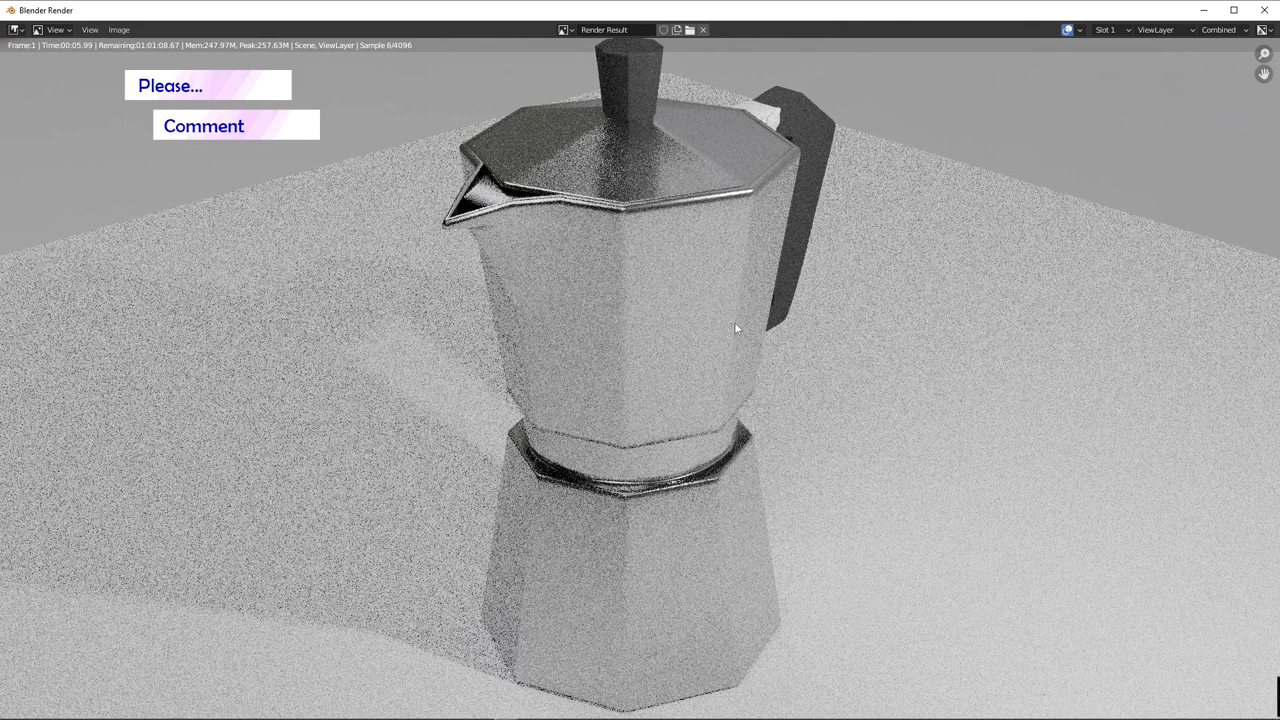 Blender Render
View View Image Render Result Slot 1 ViewLayer Combined
Frame:1 | Time:00:05.99 | Remaining:01:01:08.67 | Mem:247.97M, Peak:257.63M | Scene, ViewLayer | Sample 6/4096
Please...
Comment